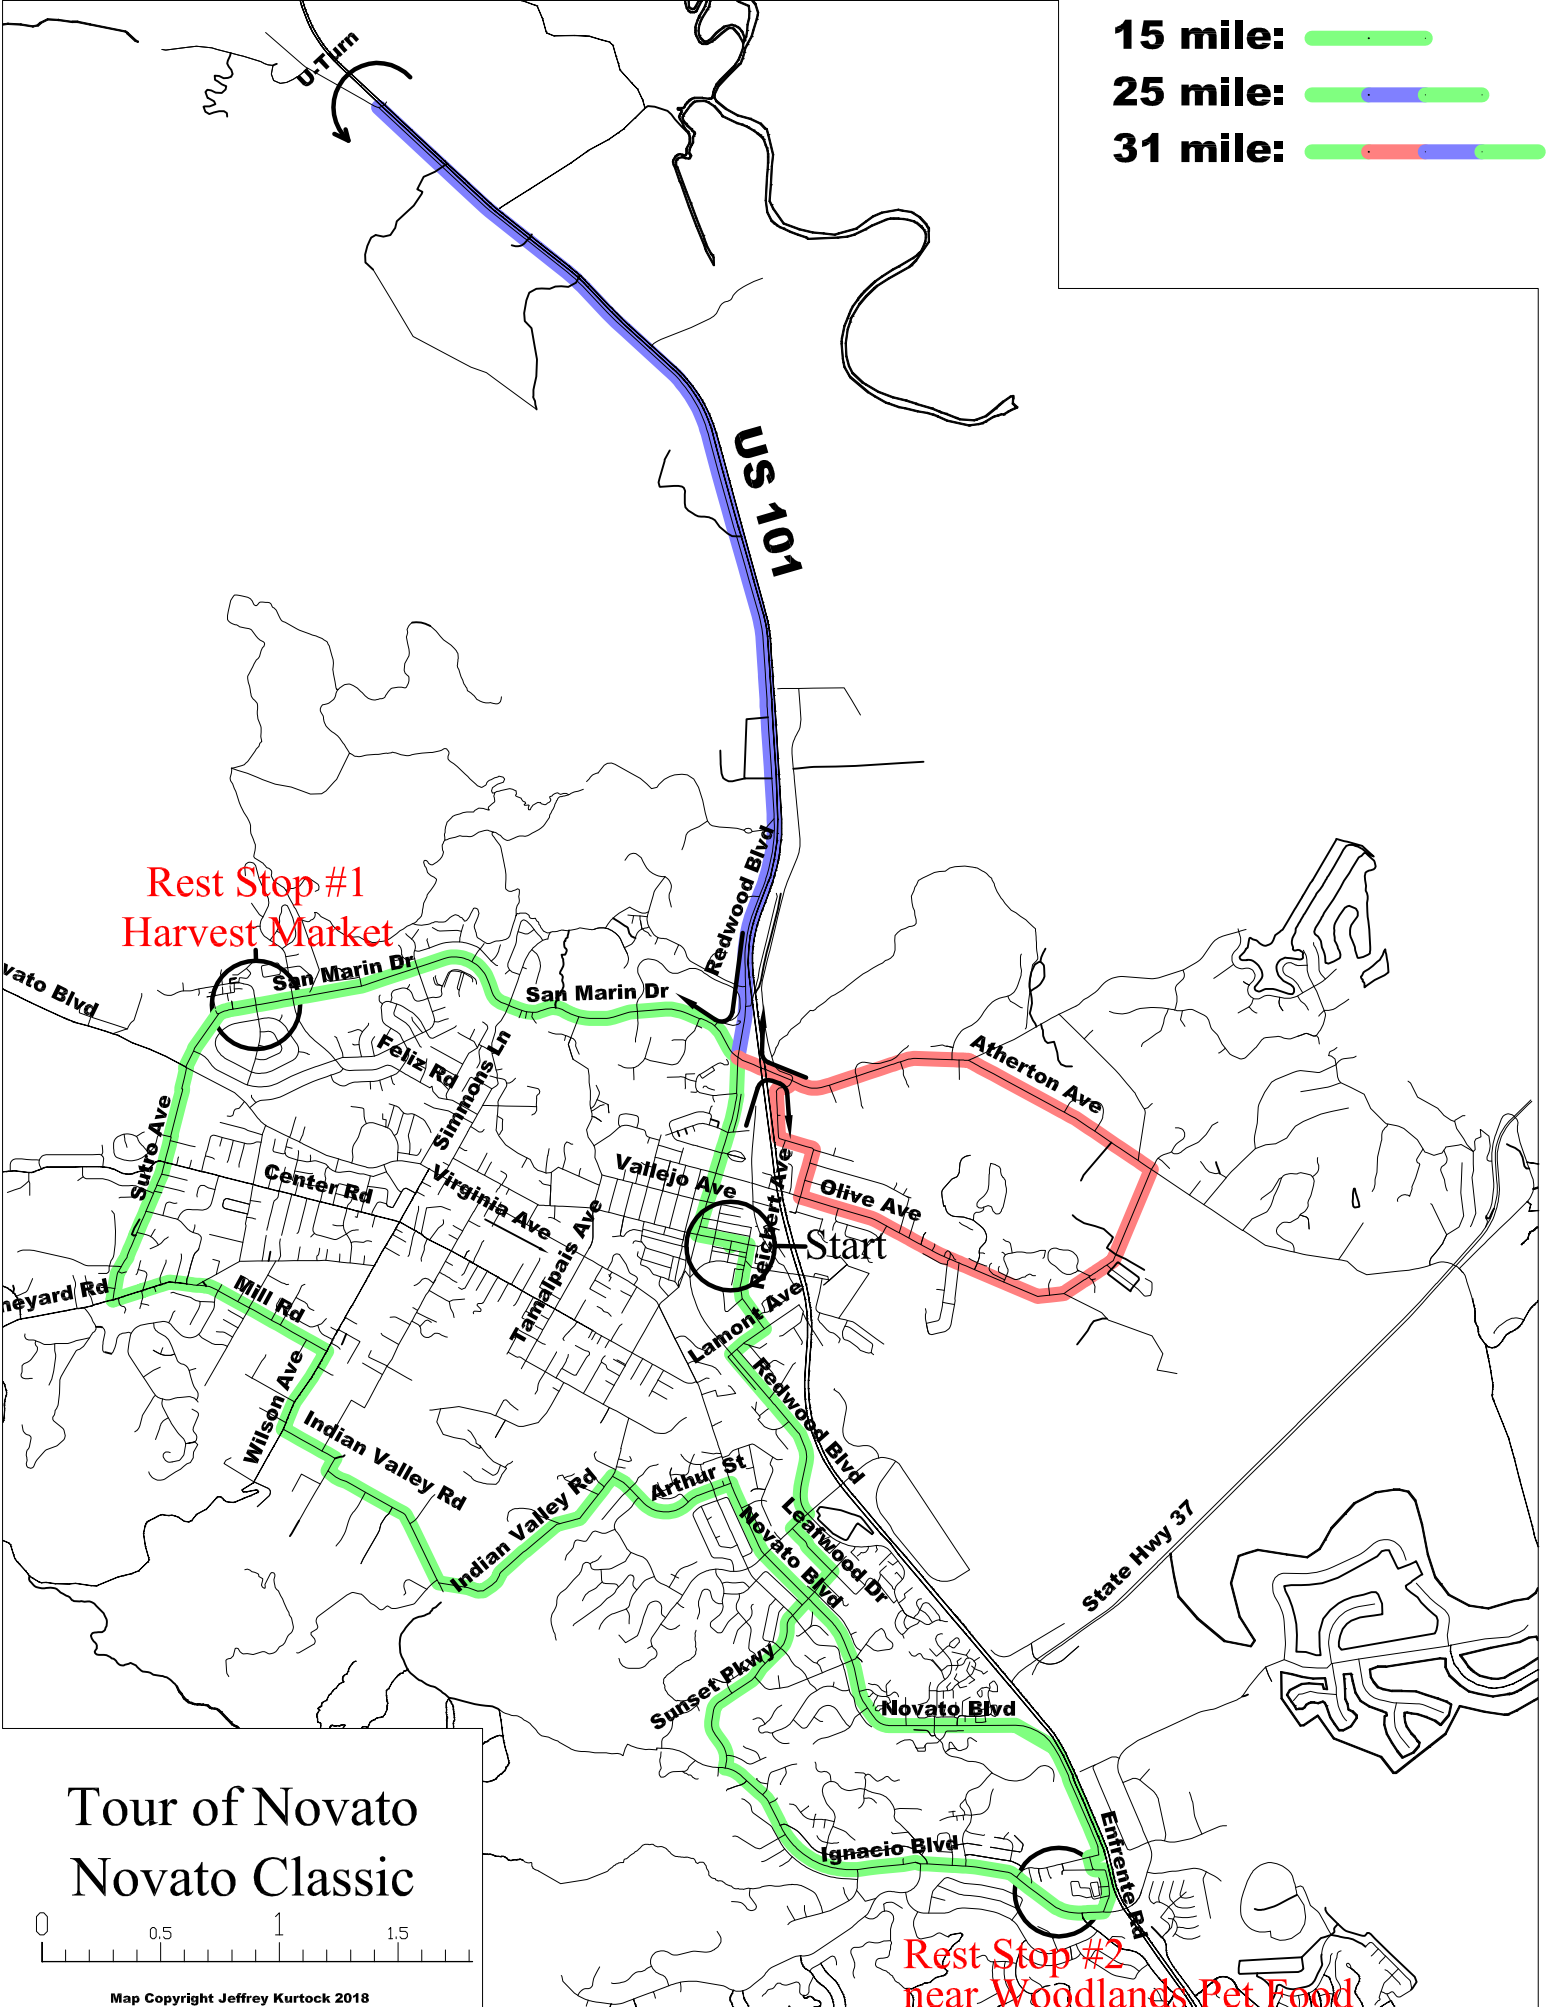 15 mile:
25 mile:
31 mile:
U-Turn
US 101
Redwood Blvd
Rest Stop #1
Harvest Market
San Marin Dr
San Marin Dr
vato Blvd
Feliz Rd
Simmons Ln
Atherton Ave
Sutro Ave
Center Rd
Virginia Ave
Vallejo Ave
Tamalpais Ave
Reichert Ave
Olive Ave
Start
neyard Rd
Mill Rd
Lamont Ave
Redwood Blvd
Wilson Ave
Indian Valley Rd
Indian Valley Rd
Arthur St
Novato Blvd
Leafwood Dr
State Hwy 37
Sunset Pkwy
Novato Blvd
Ignacio Blvd
Enfrente Rd
Rest Stop #2
near Woodlands Pet Food
Tour of Novato
Novato Classic
0 0.5 1 1.5
Map Copyright Jeffrey Kurtock 2018